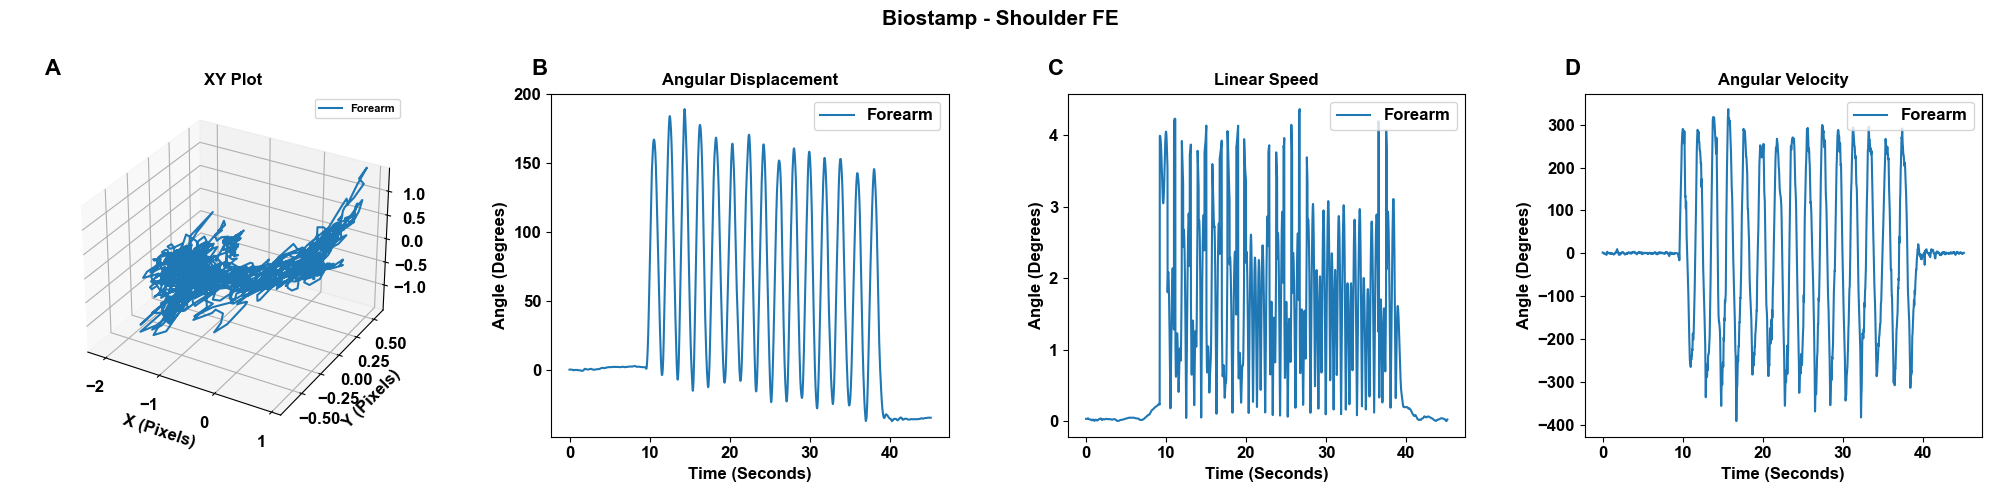 Biostamp - Shoulder FE
A
XY Plot
Forearm
1.0
0.5
0.0
−0.5
−1.0
−2
−1
0
1
X (Pixels)
0.50
0.25
0.00
−0.25
−0.50
Y (Pixels)
B
Angular Displacement
Forearm
200
150
100
50
0
Angle (Degrees)
0 10 20 30 40
Time (Seconds)
C
Linear Speed
Forearm
4
3
2
1
0
Angle (Degrees)
0 10 20 30 40
Time (Seconds)
D
Angular Velocity
Forearm
300
200
100
0
−100
−200
−300
−400
Angle (Degrees)
0 10 20 30 40
Time (Seconds)